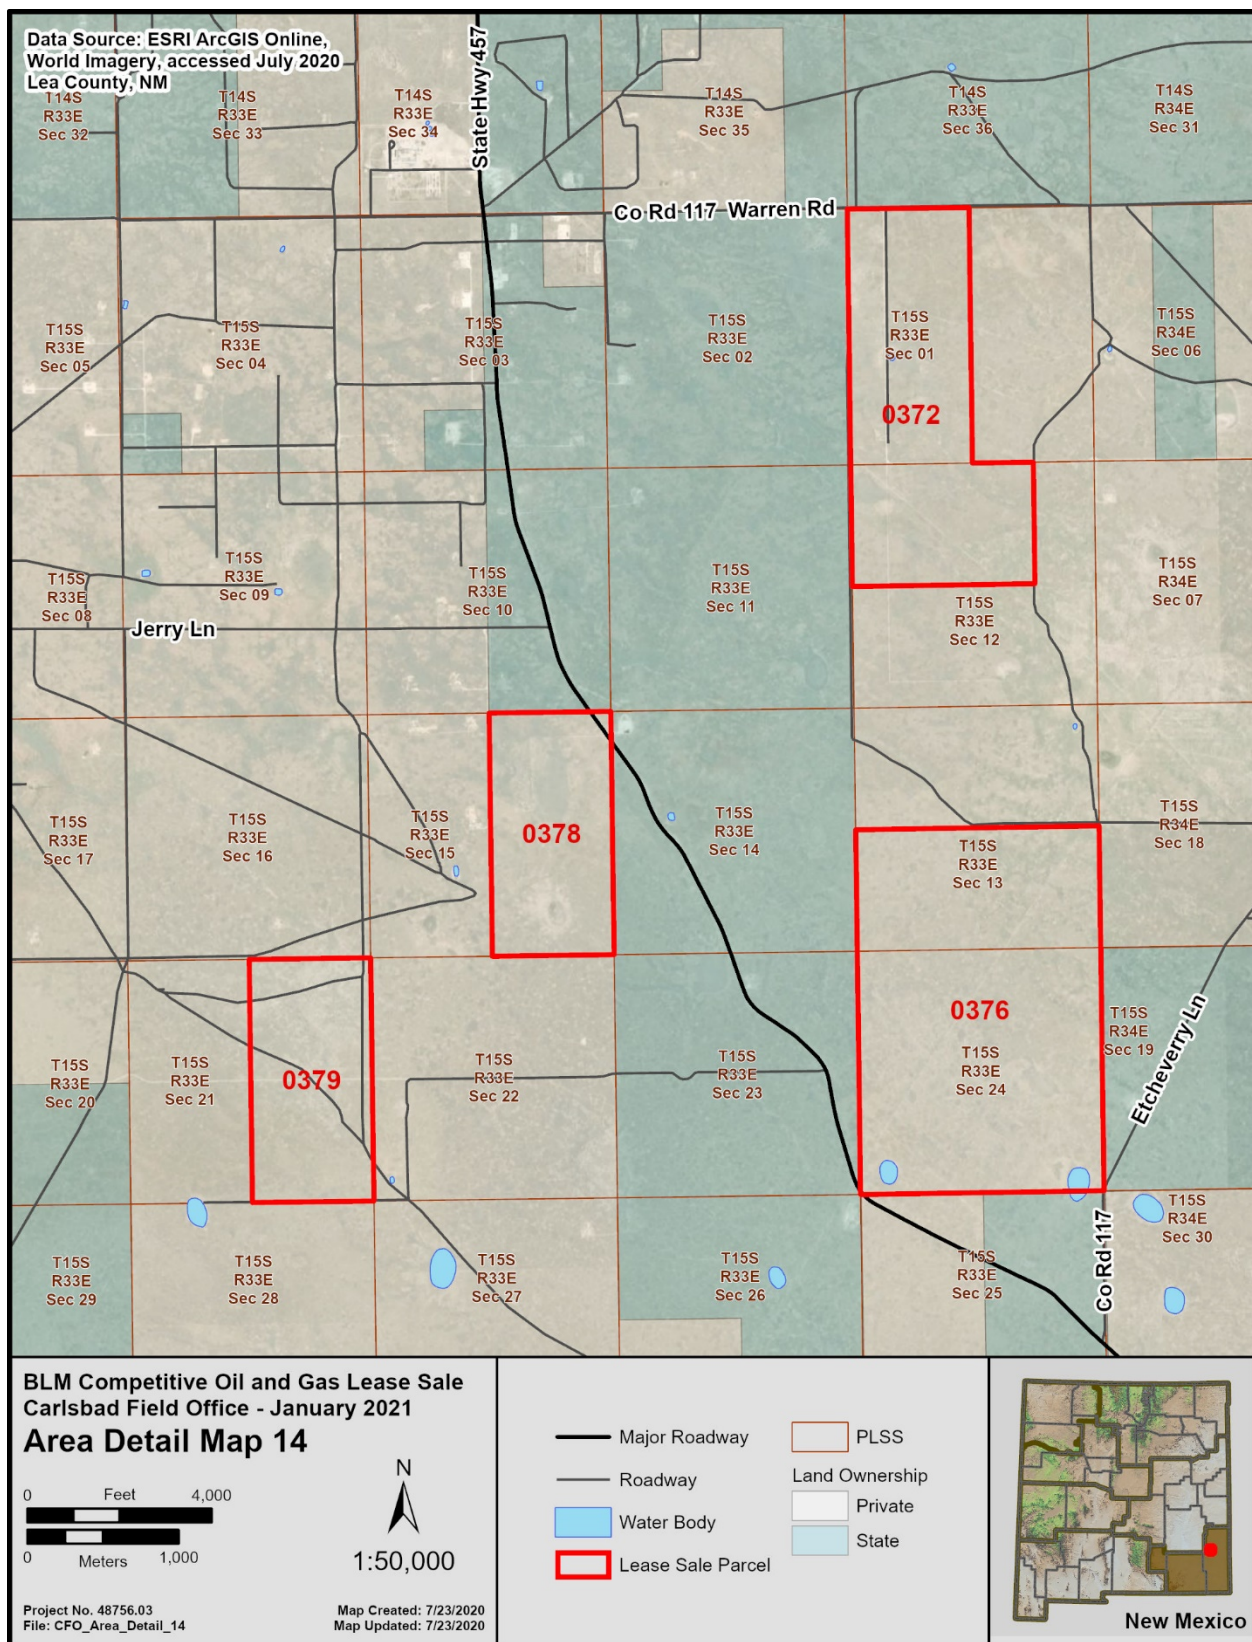 Data Source: ESRI ArcGIS Online,
World Imagery, accessed July 2020
Lea County, NM
State Hwy 457
T14S
R33E
Sec 32
T14S
R33E
Sec 33
T14S
R33E
Sec 34
T14S
R33E
Sec 35
T14S
R33E
Sec 36
T14S
R34E
Sec 31
Co Rd 117 Warren Rd
T15S
R33E
Sec 05
T15S
R33E
Sec 04
T15S
R33E
Sec 03
T15S
R33E
Sec 02
T15S
R33E
Sec 01
T15S
R34E
Sec 06
0372
T15S
R33E
Sec 08
T15S
R33E
Sec 09
T15S
R33E
Sec 10
T15S
R33E
Sec 11
T15S
R33E
Sec 12
T15S
R34E
Sec 07
Jerry Ln
T15S
R33E
Sec 17
T15S
R33E
Sec 16
T15S
R33E
Sec 15
0378
T15S
R33E
Sec 14
T15S
R33E
Sec 13
T15S
R34E
Sec 18
0376
T15S
R33E
Sec 20
T15S
R33E
Sec 21
0379
T15S
R33E
Sec 22
T15S
R33E
Sec 23
T15S
R33E
Sec 24
T15S
R34E
Sec 19
Etcheverry Ln
T15S
R33E
Sec 29
T15S
R33E
Sec 28
T15S
R33E
Sec 27
T15S
R33E
Sec 26
T15S
R33E
Sec 25
T15S
R34E
Sec 30
Co Rd 117
BLM Competitive Oil and Gas Lease Sale
Carlsbad Field Office - January 2021
Area Detail Map 14
0 Feet 4,000
0 Meters 1,000
N
1:50,000
Project No. 48756.03
File: CFO_Area_Detail_14
Map Created: 7/23/2020
Map Updated: 7/23/2020
Major Roadway
Roadway
Water Body
Lease Sale Parcel
PLSS
Land Ownership
Private
State
New Mexico